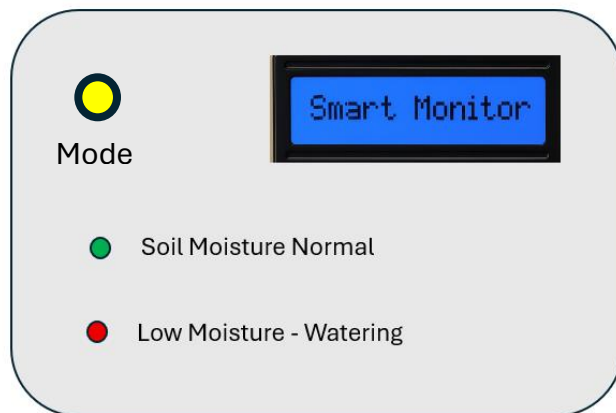 Smart Monitor
Mode
Soil Moisture Normal
Low Moisture - Watering